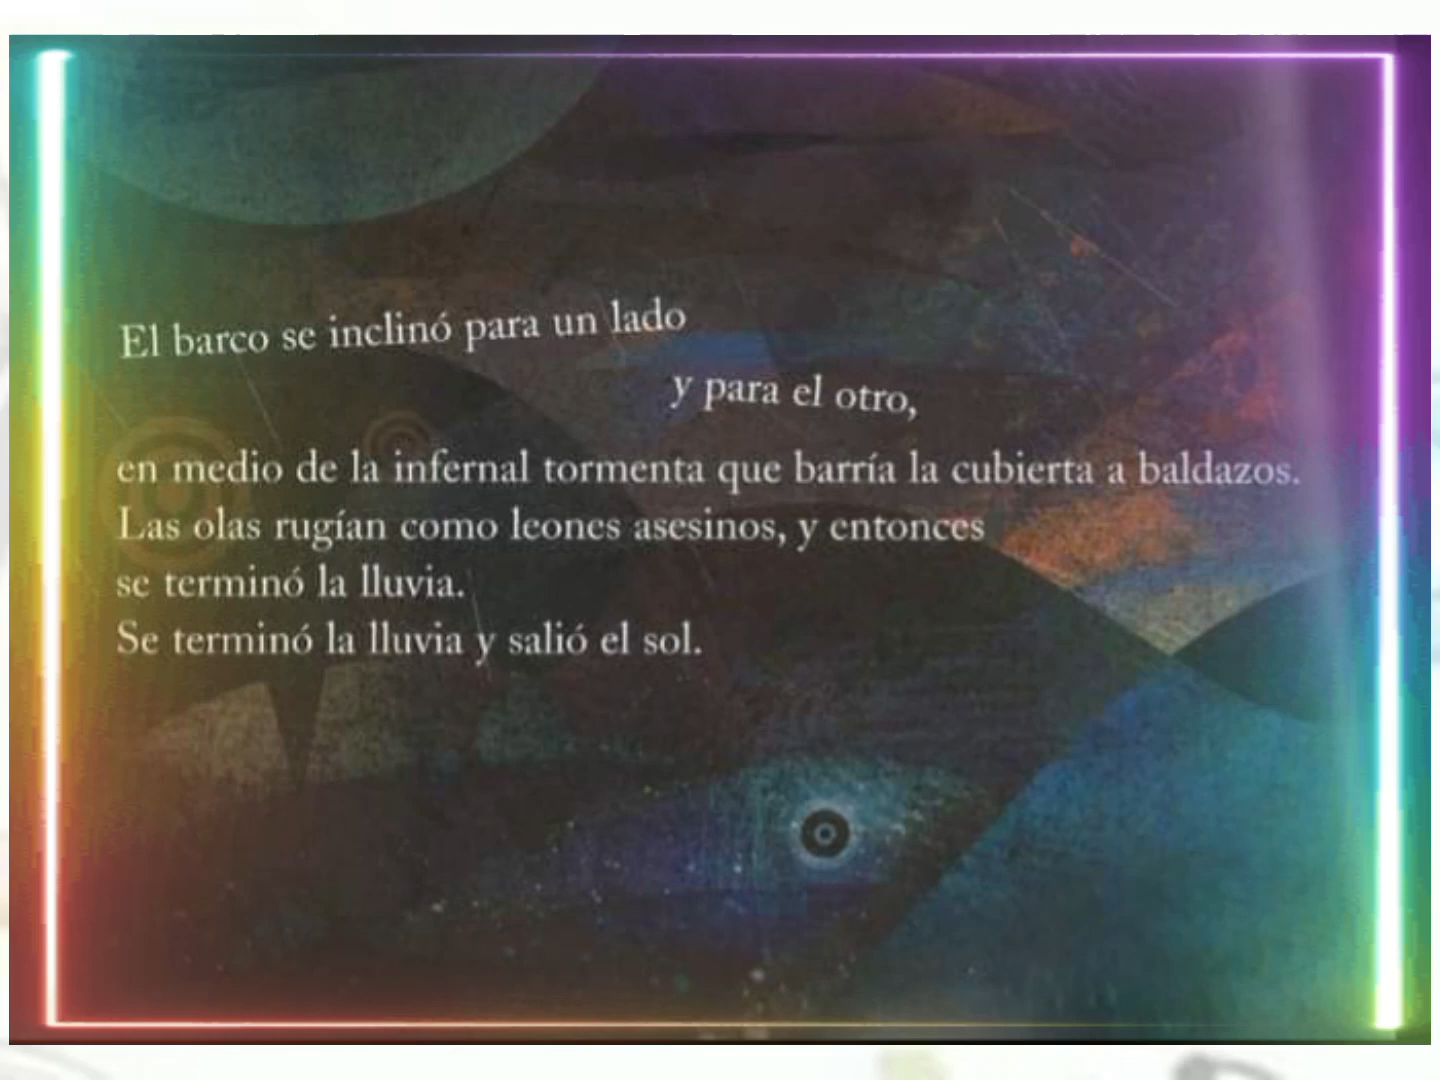 El barco se inclinó para un lado
y para el otro,
en medio de la infernal tormenta que barría la cubierta a baldazos.
Las olas rugían como leones asesinos, y entonces
se terminó la lluvia.
Se terminó la lluvia y salió el sol.